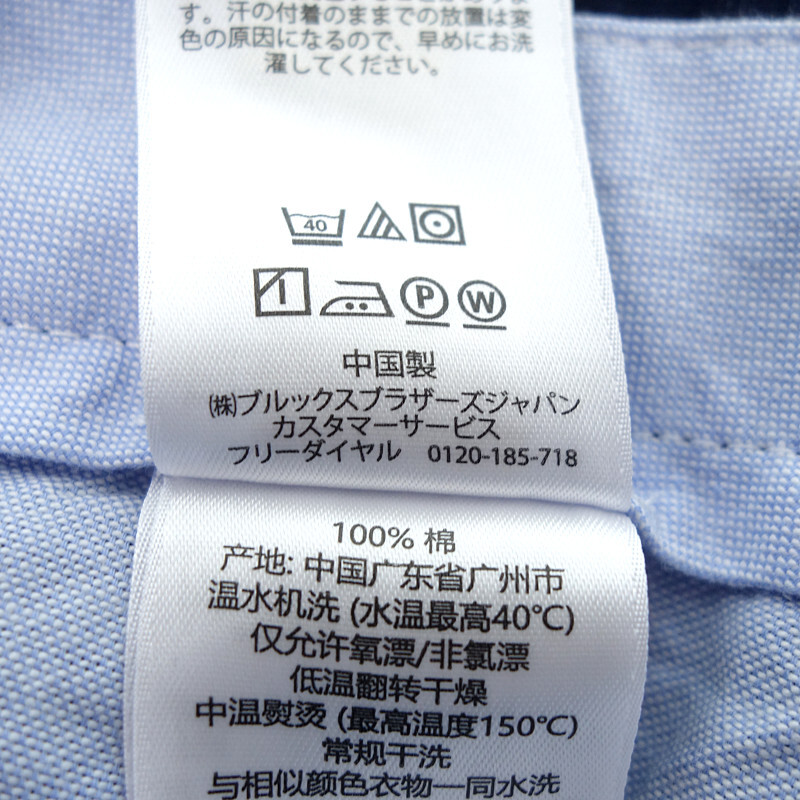 す。汗の付着のままでの放置は変
色の原因になるので、早めにお洗
濯してください。
40
P W
中国製
(株)ブルックスブラザーズジャパン
カスタマーサービス
フリーダイヤル 0120-185-718
100% 棉
产地: 中国广东省广州市
温水机洗 (水温最高40℃)
仅允许氧漂/非氯漂
低温翻转干燥
中温熨烫 (最高温度150℃)
常规干洗
与相似颜色衣物一同水洗